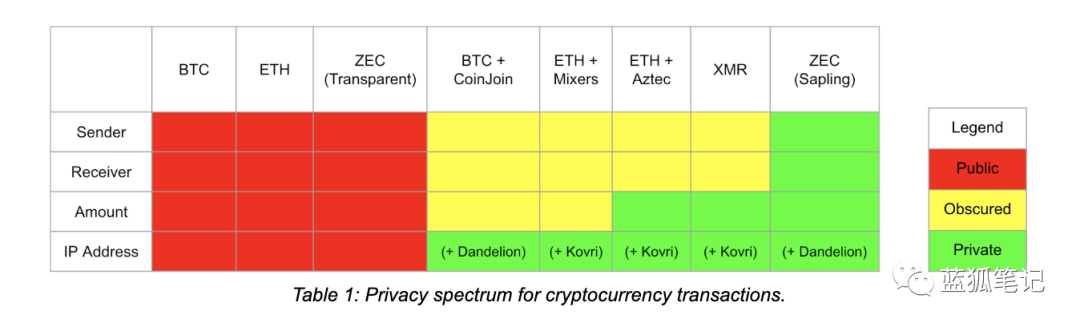 BTC
ETH
ZEC
(Transparent)
BTC +
CoinJoin
ETH +
Mixers
ETH +
Aztec
XMR
ZEC
(Sapling)
Sender
Receiver
Amount
IP Address
(+ Dandelion)
(+ Kovri)
(+ Kovri)
(+ Kovri)
(+ Dandelion)
Legend
Public
Obscured
Private
蓝狐笔记
Table 1: Privacy spectrum for cryptocurrency transactions.